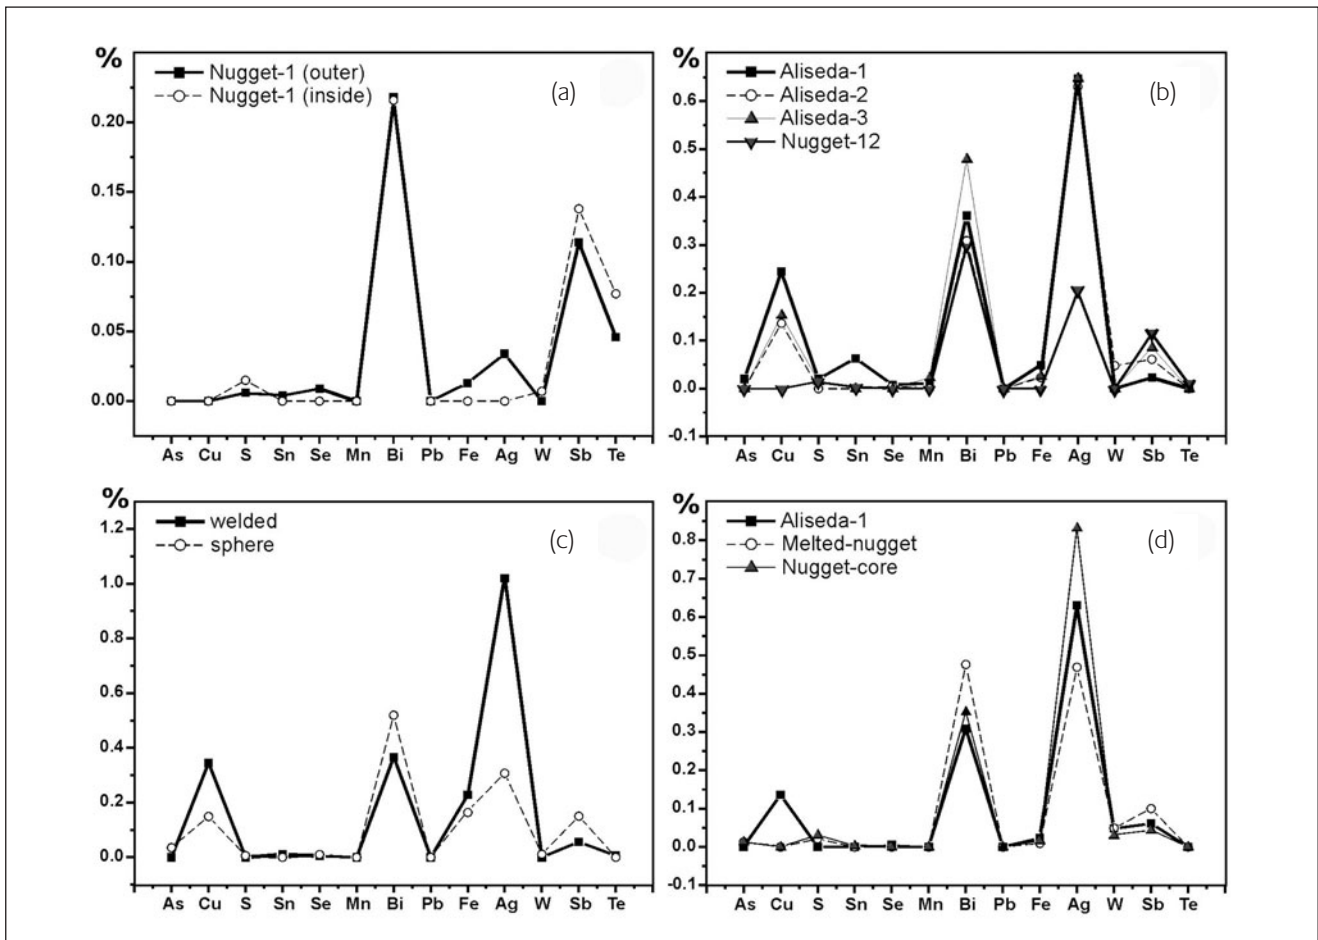 %
Nugget-1 (outer)
Nugget-1 (inside)
(a)
0.20
0.15
0.10
0.05
0.00
As Cu S Sn Se Mn Bi Pb Fe Ag W Sb Te
%
Aliseda-1
Aliseda-2
Aliseda-3
Nugget-12
(b)
0.6
0.5
0.4
0.3
0.2
0.1
0.0
-0.1
As Cu S Sn Se Mn Bi Pb Fe Ag W Sb Te
%
welded
sphere
(c)
1.2
1.0
0.8
0.6
0.4
0.2
0.0
As Cu S Sn Se Mn Bi Pb Fe Ag W Sb Te
%
Aliseda-1
Melted-nugget
Nugget-core
(d)
0.8
0.7
0.6
0.5
0.4
0.3
0.2
0.1
0.0
-0.1
As Cu S Sn Se Mn Bi Pb Fe Ag W Sb Te